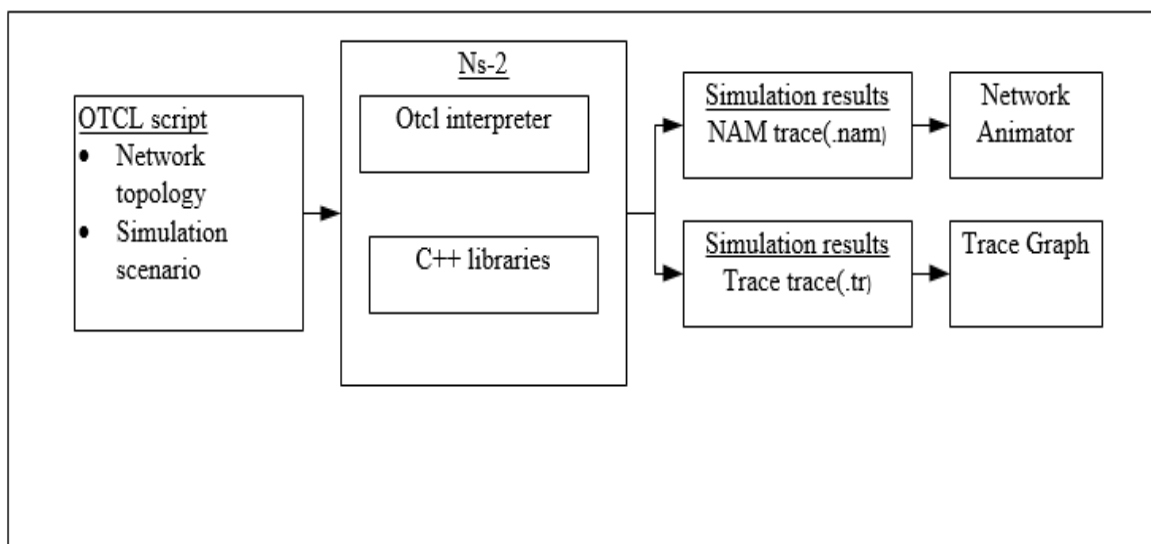 OTCL script
• Network
topology
• Simulation
scenario
Ns-2
Otcl interpreter
C++ libraries
Simulation results
NAM trace(.nam)
Network
Animator
Simulation results
Trace trace(.tr)
Trace Graph